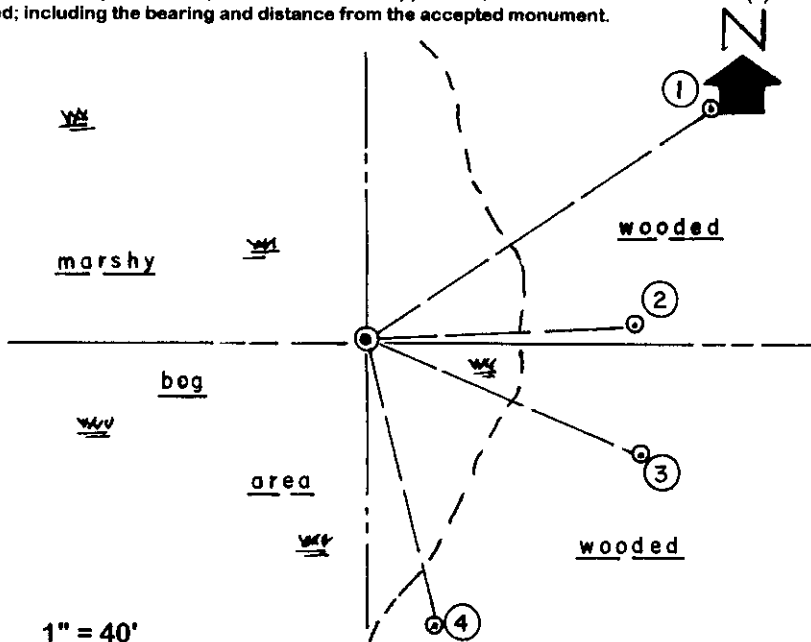 ed; including the bearing and distance from the accepted monument.
N
1
wooded
marshy
2
bog
3
area
wooded
4
1" = 40'